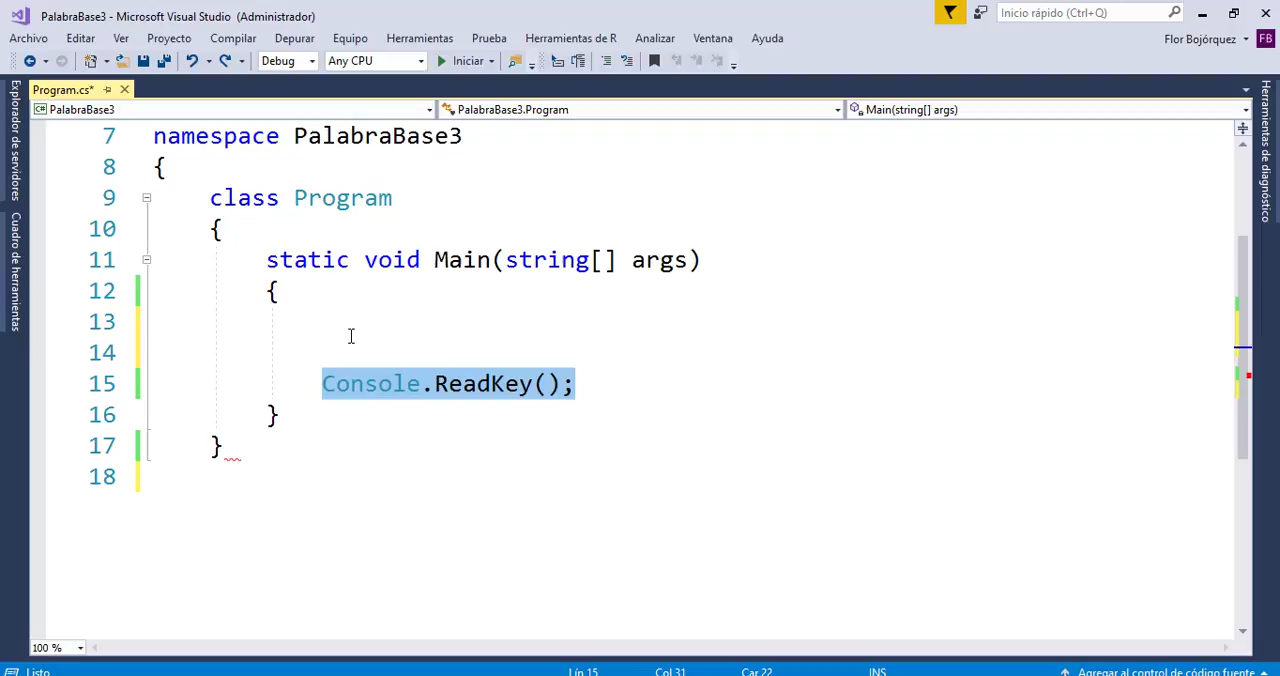 PalabraBase3 - Microsoft Visual Studio (Administrador)
Inicio rápido (Ctrl+Q)
Archivo Editar Ver Proyecto Compilar Depurar Equipo Herramientas Prueba Herramientas de R Analizar Ventana Ayuda
Flor Bojórquez FB
Debug Any CPU Iniciar
Program.cs*
C# PalabraBase3 PalabraBase3.Program Main(string[] args)
Explorador de servidores
Cuadro de herramientas
Herramientas de diagnóstico
7 namespace PalabraBase3
8 {
9 class Program
10 {
11 static void Main(string[] args)
12 {
13
14
15 Console.ReadKey();
16 }
17 }
18
100 %
Listo Lín 15 Col 31 Car 22 INS Agregar al control de código fuente